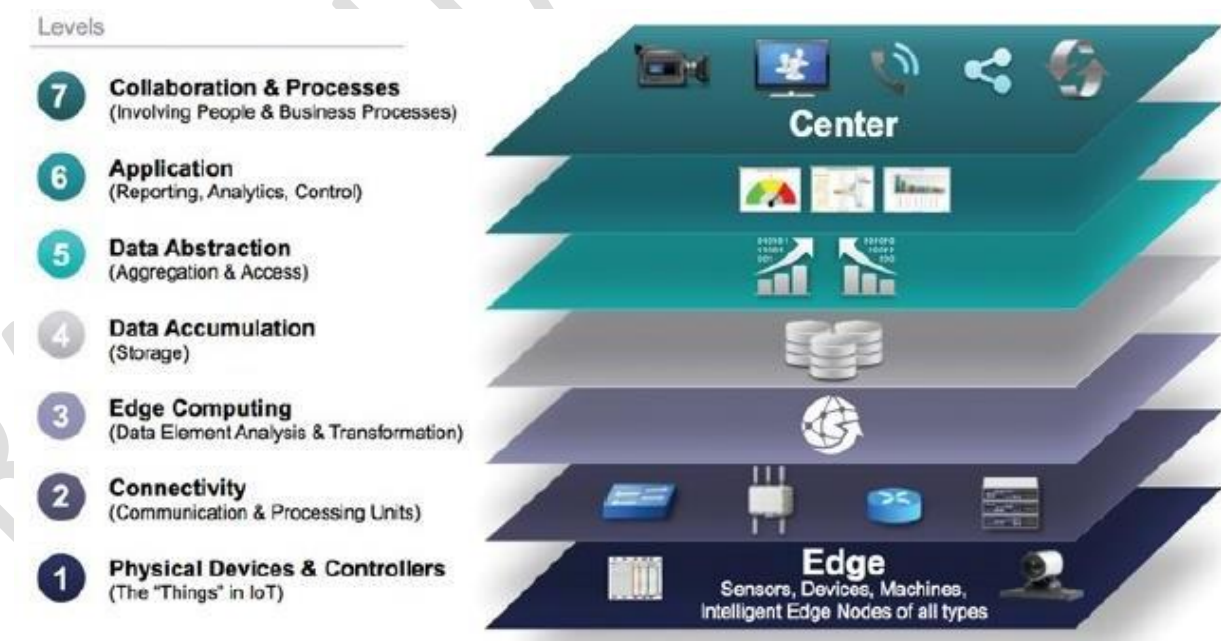 Levels
7
Collaboration & Processes
(Involving People & Business Processes)
6
Application
(Reporting, Analytics, Control)
5
Data Abstraction
(Aggregation & Access)
4
Data Accumulation
(Storage)
3
Edge Computing
(Data Element Analysis & Transformation)
2
Connectivity
(Communication & Processing Units)
1
Physical Devices & Controllers
(The "Things" in IoT)
Center
Edge
Sensors, Devices, Machines,
Intelligent Edge Nodes of all types